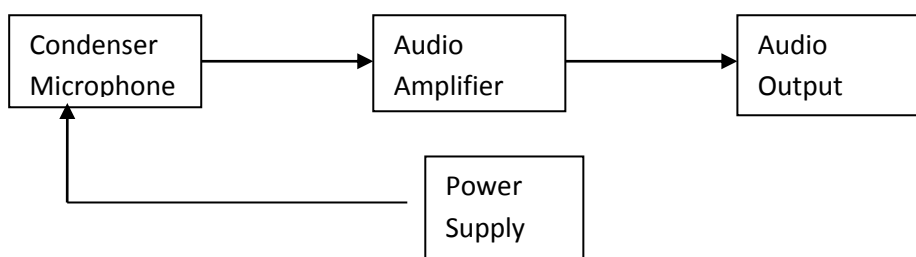 Condenser
Microphone
Audio
Amplifier
Audio
Output
Power
Supply